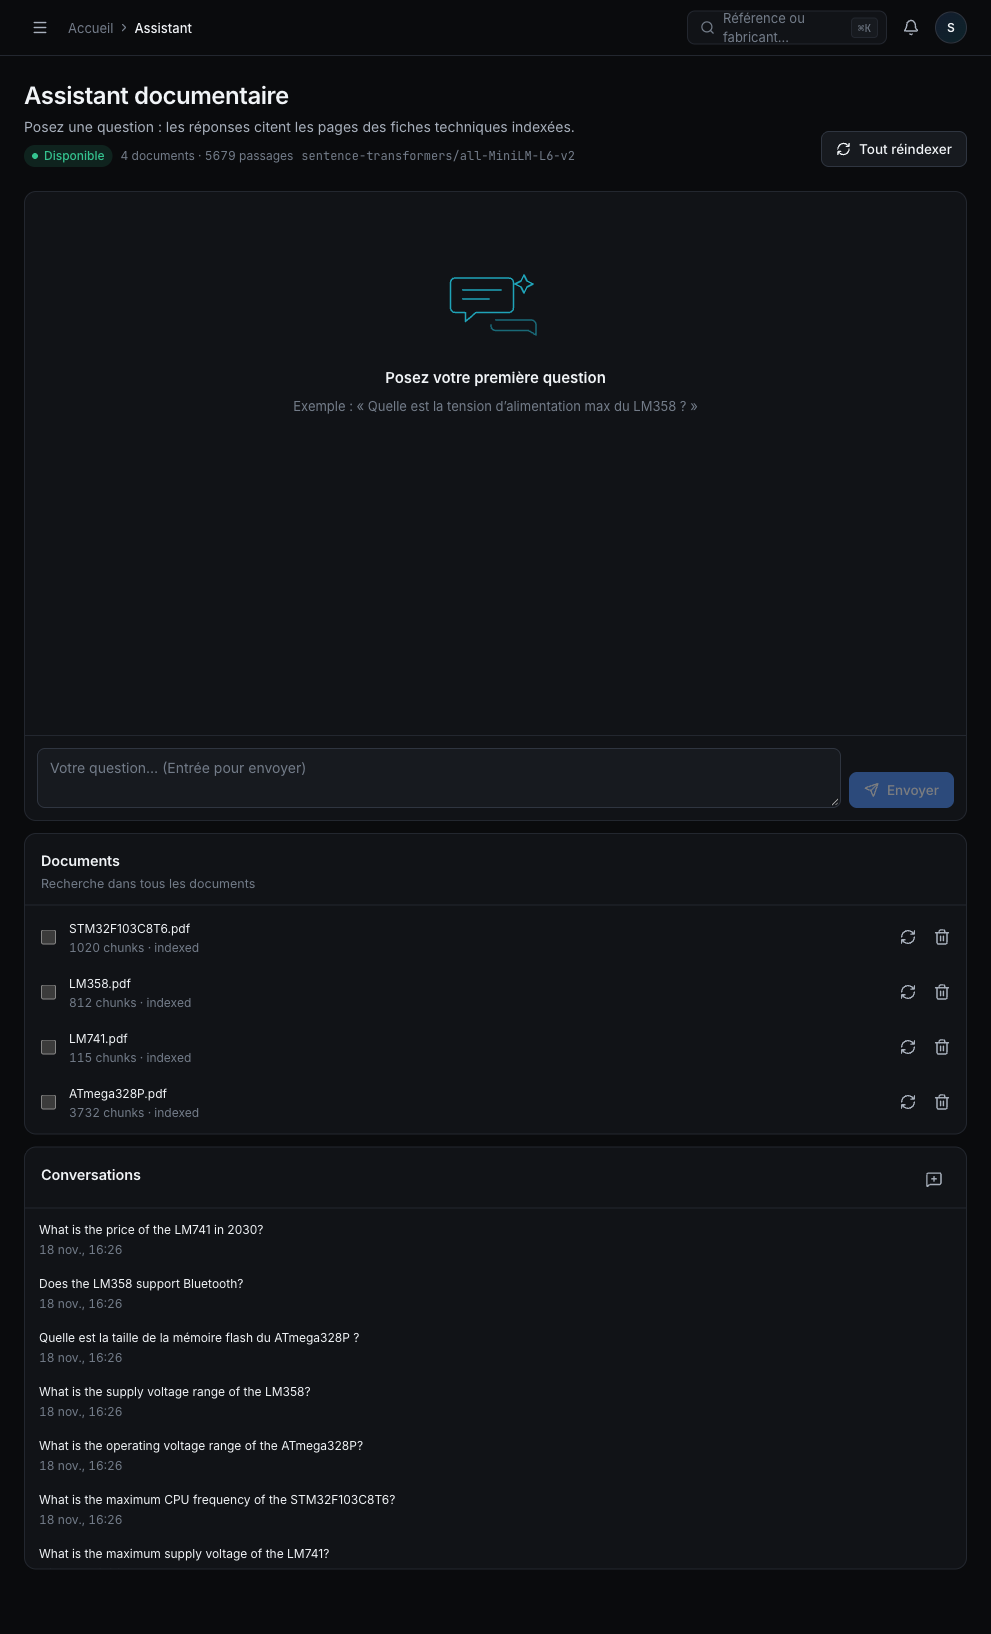 Accueil > Assistant
Référence ou fabricant...
⌘K
S
Assistant documentaire
Posez une question : les réponses citent les pages des fiches techniques indexées.
Disponible 4 documents · 5679 passages sentence-transformers/all-MiniLM-L6-v2
Tout réindexer
Posez votre première question
Exemple : « Quelle est la tension d'alimentation max du LM358 ? »
Votre question... (Entrée pour envoyer)
Envoyer
Documents
Recherche dans tous les documents
STM32F103C8T6.pdf
1020 chunks · indexed
LM358.pdf
812 chunks · indexed
LM741.pdf
115 chunks · indexed
ATmega328P.pdf
3732 chunks · indexed
Conversations
What is the price of the LM741 in 2030?
18 nov., 16:26
Does the LM358 support Bluetooth?
18 nov., 16:26
Quelle est la taille de la mémoire flash du ATmega328P ?
18 nov., 16:26
What is the supply voltage range of the LM358?
18 nov., 16:26
What is the operating voltage range of the ATmega328P?
18 nov., 16:26
What is the maximum CPU frequency of the STM32F103C8T6?
18 nov., 16:26
What is the maximum supply voltage of the LM741?